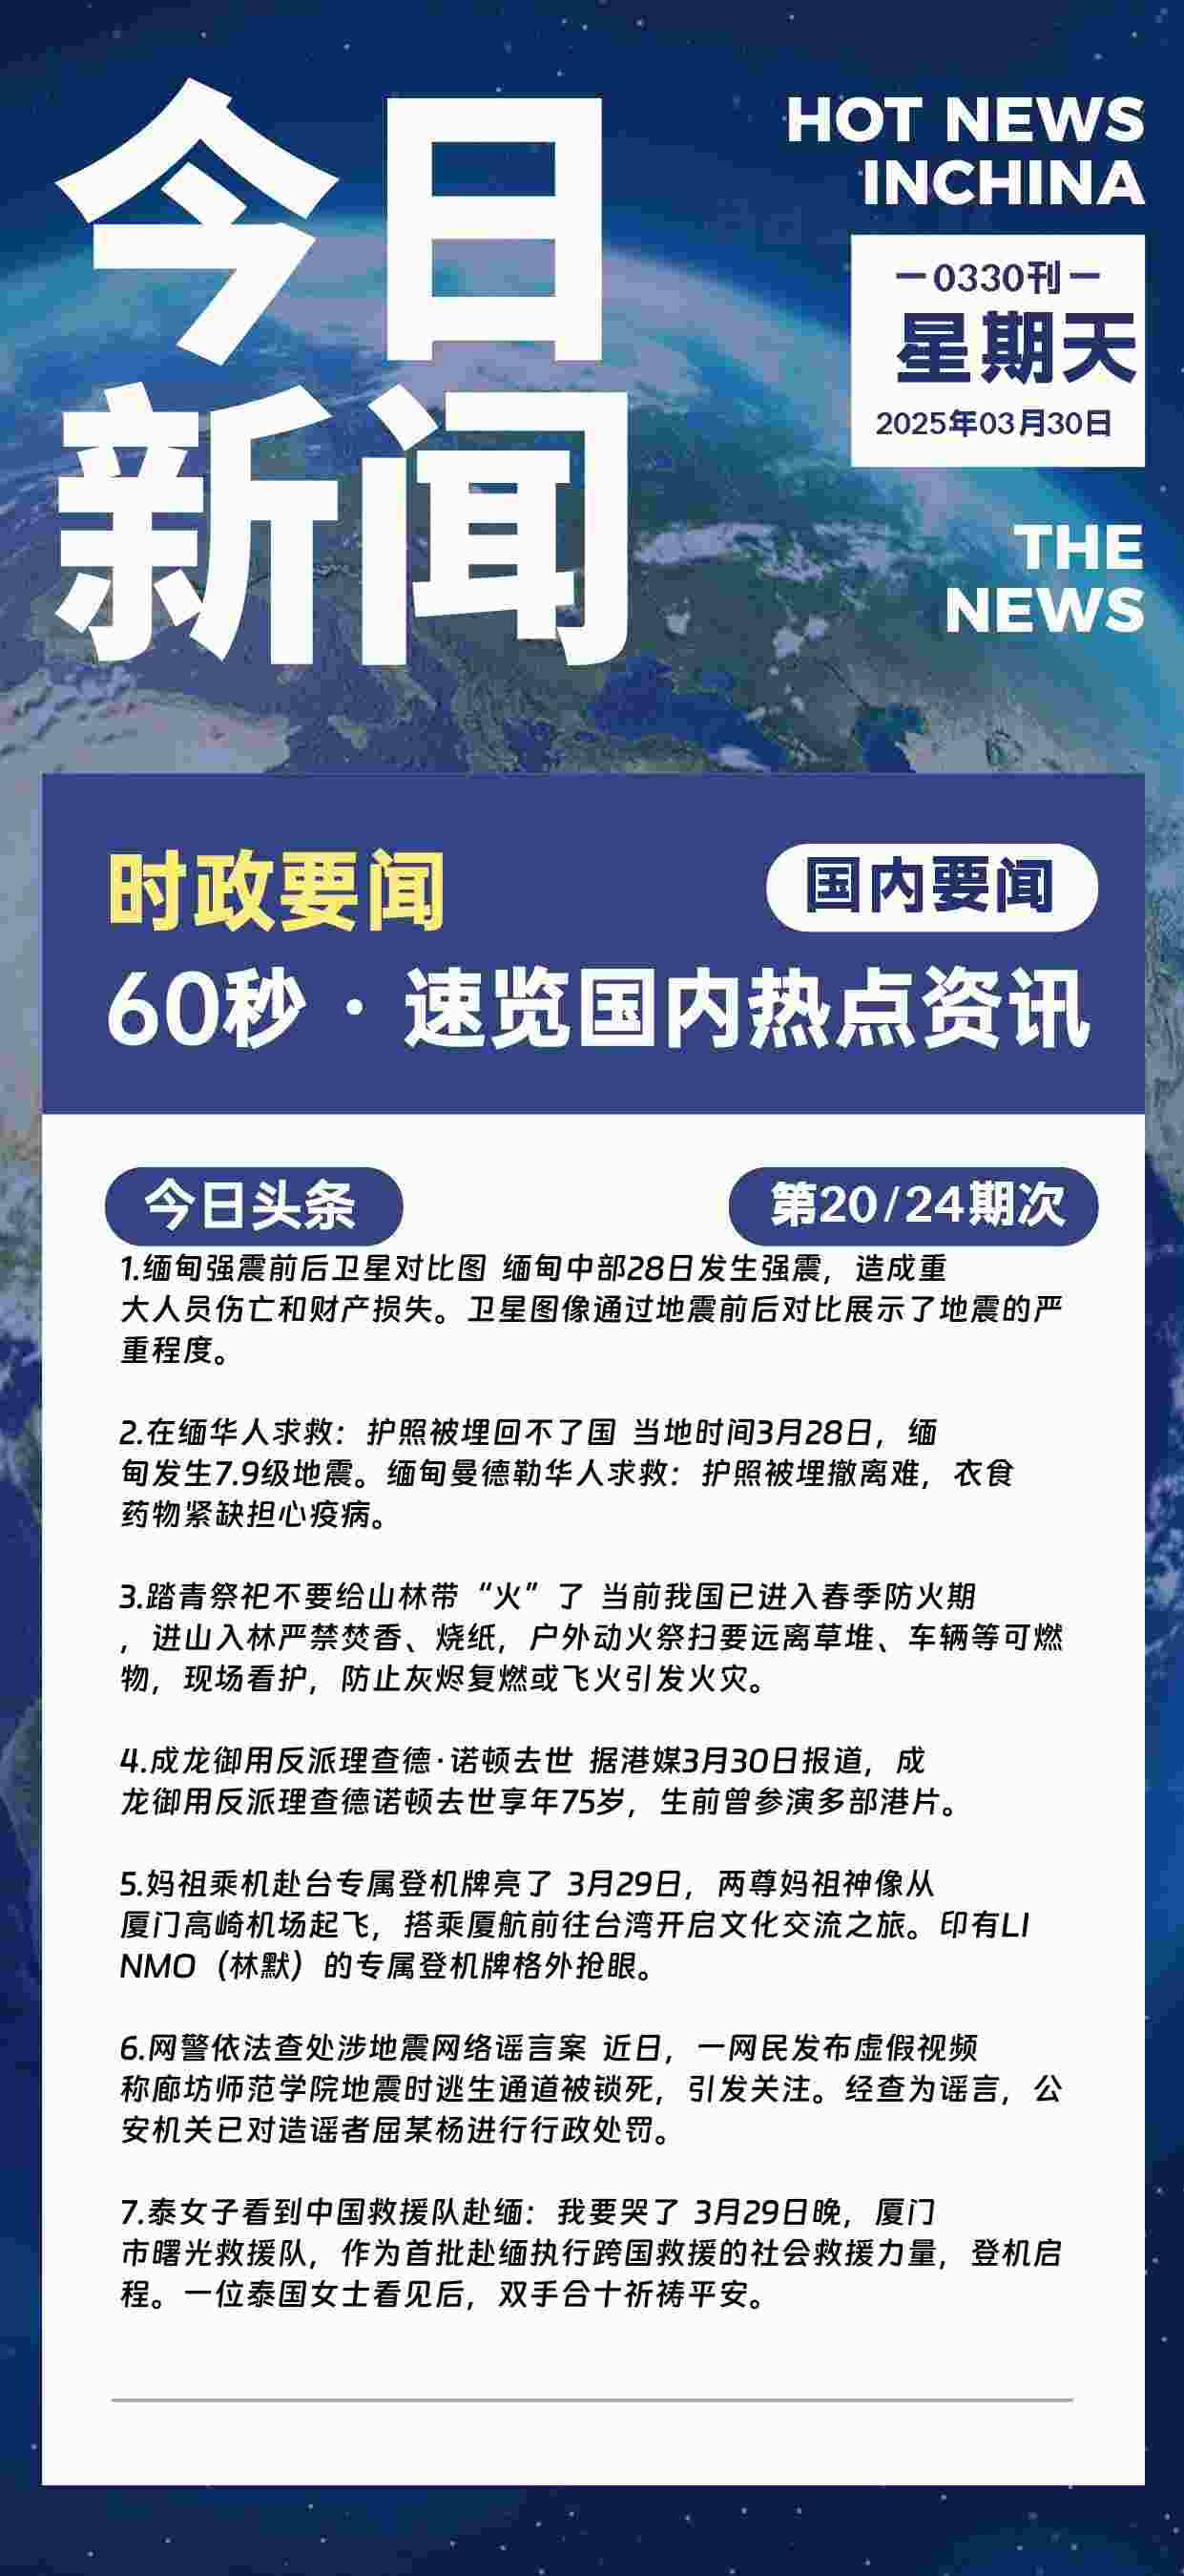 今日
新闻
HOT NEWS
INCHINA
－0330刊－
星期天
2025年03月30日
THE
NEWS
时政要闻
国内要闻
60秒·速览国内热点资讯
今日头条
第20/24期次
1.缅甸强震前后卫星对比图 缅甸中部28日发生强震，造成重
大人员伤亡和财产损失。卫星图像通过地震前后对比展示了地震的严
重程度。
2.在缅华人求救：护照被埋回不了国 当地时间3月28日，缅
甸发生7.9级地震。缅甸曼德勒华人求救：护照被埋撤离难，衣食
药物紧缺担心疫病。
3.踏青祭祀不要给山林带“火”了 当前我国已进入春季防火期
，进山入林严禁焚香、烧纸，户外动火祭扫要远离草堆、车辆等可燃
物，现场看护，防止灰烬复燃或飞火引发火灾。
4.成龙御用反派理查德·诺顿去世 据港媒3月30日报道，成
龙御用反派理查德诺顿去世享年75岁，生前曾参演多部港片。
5.妈祖乘机赴台专属登机牌亮了 3月29日，两尊妈祖神像从
厦门高崎机场起飞，搭乘厦航前往台湾开启文化交流之旅。印有LI
NMO（林默）的专属登机牌格外抢眼。
6.网警依法查处涉地震网络谣言案 近日，一网民发布虚假视频
称廊坊师范学院地震时逃生通道被锁死，引发关注。经查为谣言，公
安机关已对造谣者屈某杨进行行政处罚。
7.泰女子看到中国救援队赴缅：我要哭了 3月29日晚，厦门
市曙光救援队，作为首批赴缅执行跨国救援的社会救援力量，登机启
程。一位泰国女士看见后，双手合十祈祷平安。